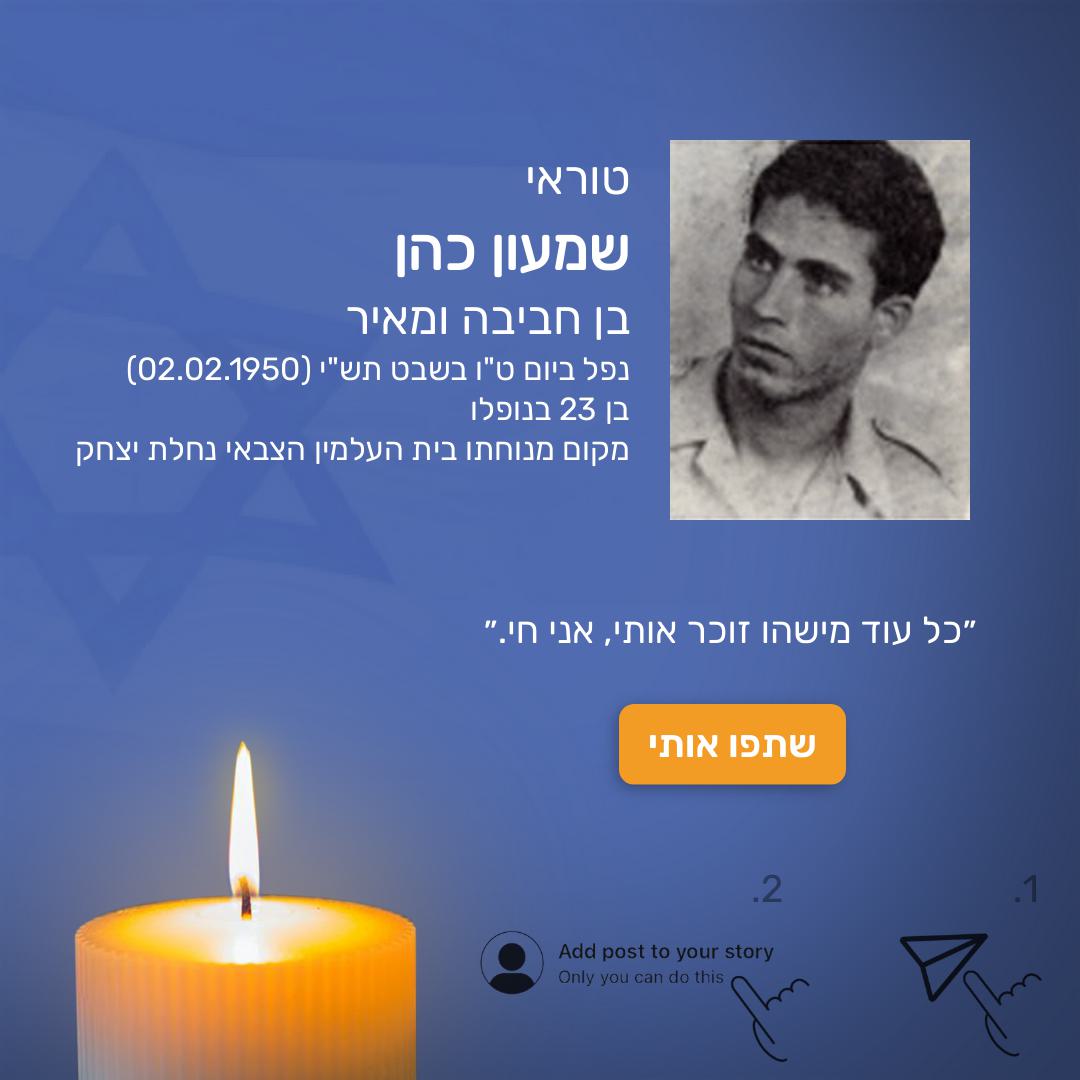 טוראי
שמעון כהן
בן חביבה ומאיר
נפל ביום ט"ו בשבט תש"י (02.02.1950)
בן 23 בנופלו
מקום מנוחתו בית העלמין הצבאי נחלת יצחק
״כל עוד מישהו זוכר אותי, אני חי.״
שתפו אותי
1.
2.
Add post to your story
Only you can do this